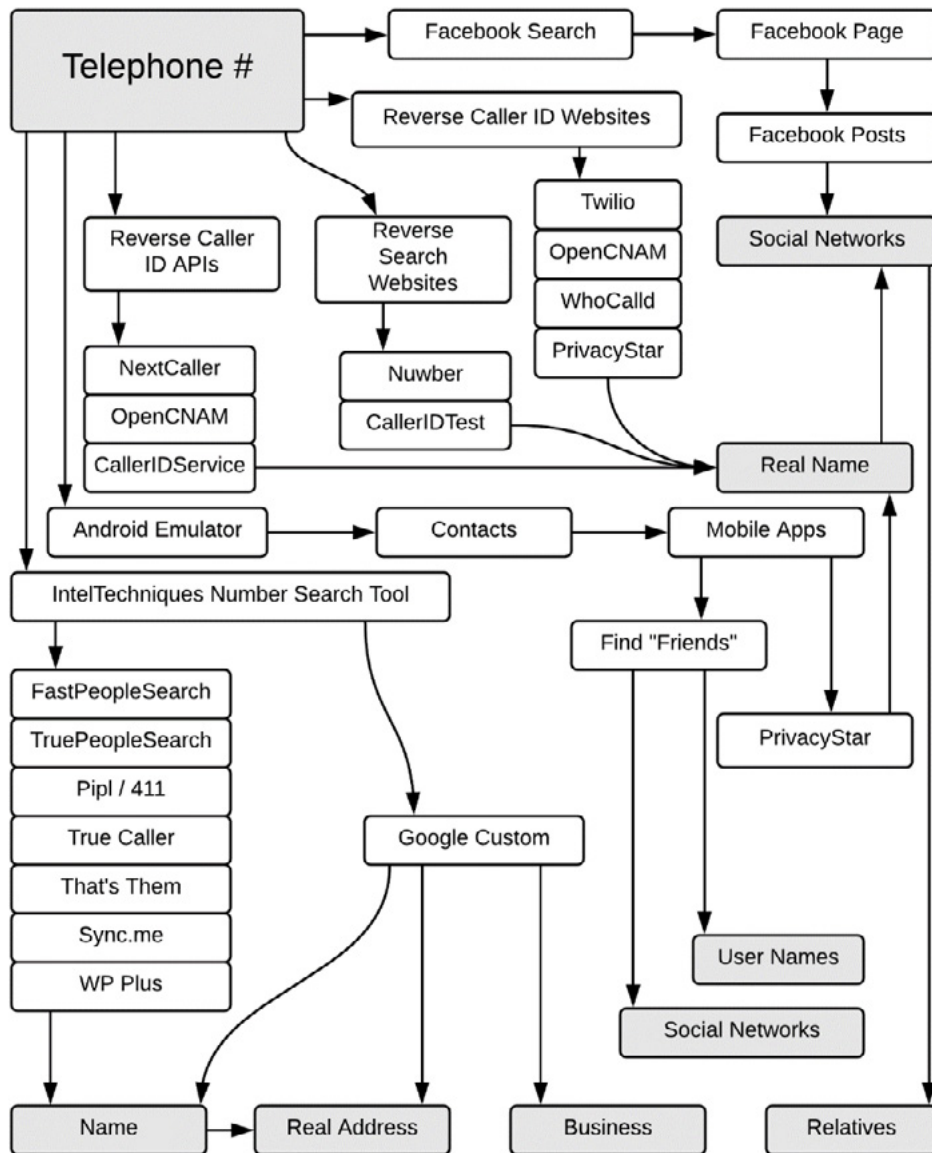 Telephone #
Facebook Search
Facebook Page
Reverse Caller ID Websites
Facebook Posts
Twilio
OpenCNAM
WhoCalld
PrivacyStar
Social Networks
Reverse Caller
ID APIs
Reverse
Search
Websites
NextCaller
OpenCNAM
CallerIDService
Nuwber
CallerIDTest
Real Name
Android Emulator
Contacts
Mobile Apps
IntelTechniques Number Search Tool
Find "Friends"
FastPeopleSearch
TruePeopleSearch
Pipl / 411
True Caller
That's Them
Sync.me
WP Plus
PrivacyStar
Google Custom
User Names
Social Networks
Name
Real Address
Business
Relatives